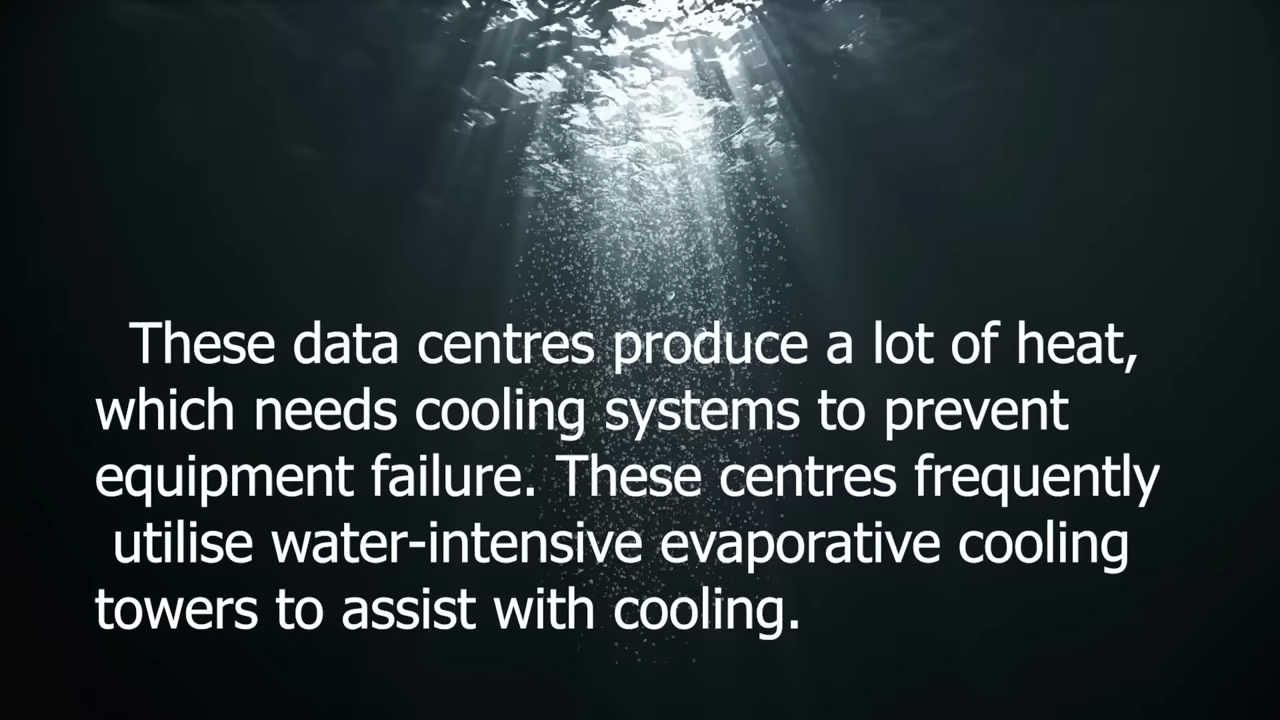 These data centres produce a lot of heat,
which needs cooling systems to prevent
equipment failure. These centres frequently
utilise water-intensive evaporative cooling
towers to assist with cooling.